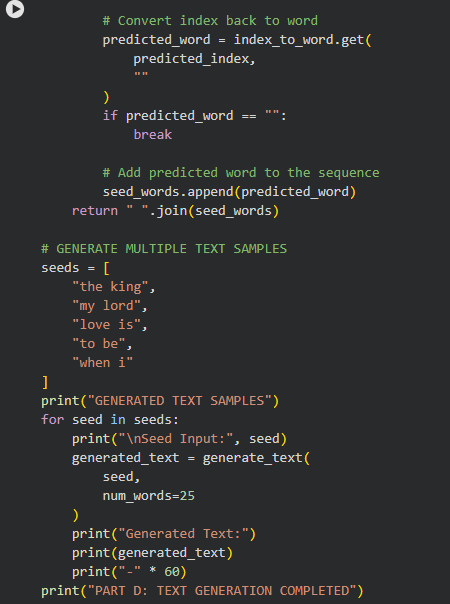 # Convert index back to word
        predicted_word = index_to_word.get(
            predicted_index,
            ""
        )
        if predicted_word == "":
            break

        # Add predicted word to the sequence
        seed_words.append(predicted_word)
    return " ".join(seed_words)

# GENERATE MULTIPLE TEXT SAMPLES
seeds = [
    "the king",
    "my lord",
    "love is",
    "to be",
    "when i"
]
print("GENERATED TEXT SAMPLES")
for seed in seeds:
    print("\nSeed Input:", seed)
    generated_text = generate_text(
        seed,
        num_words=25
    )
    print("Generated Text:")
    print(generated_text)
    print("-" * 60)
print("PART D: TEXT GENERATION COMPLETED")